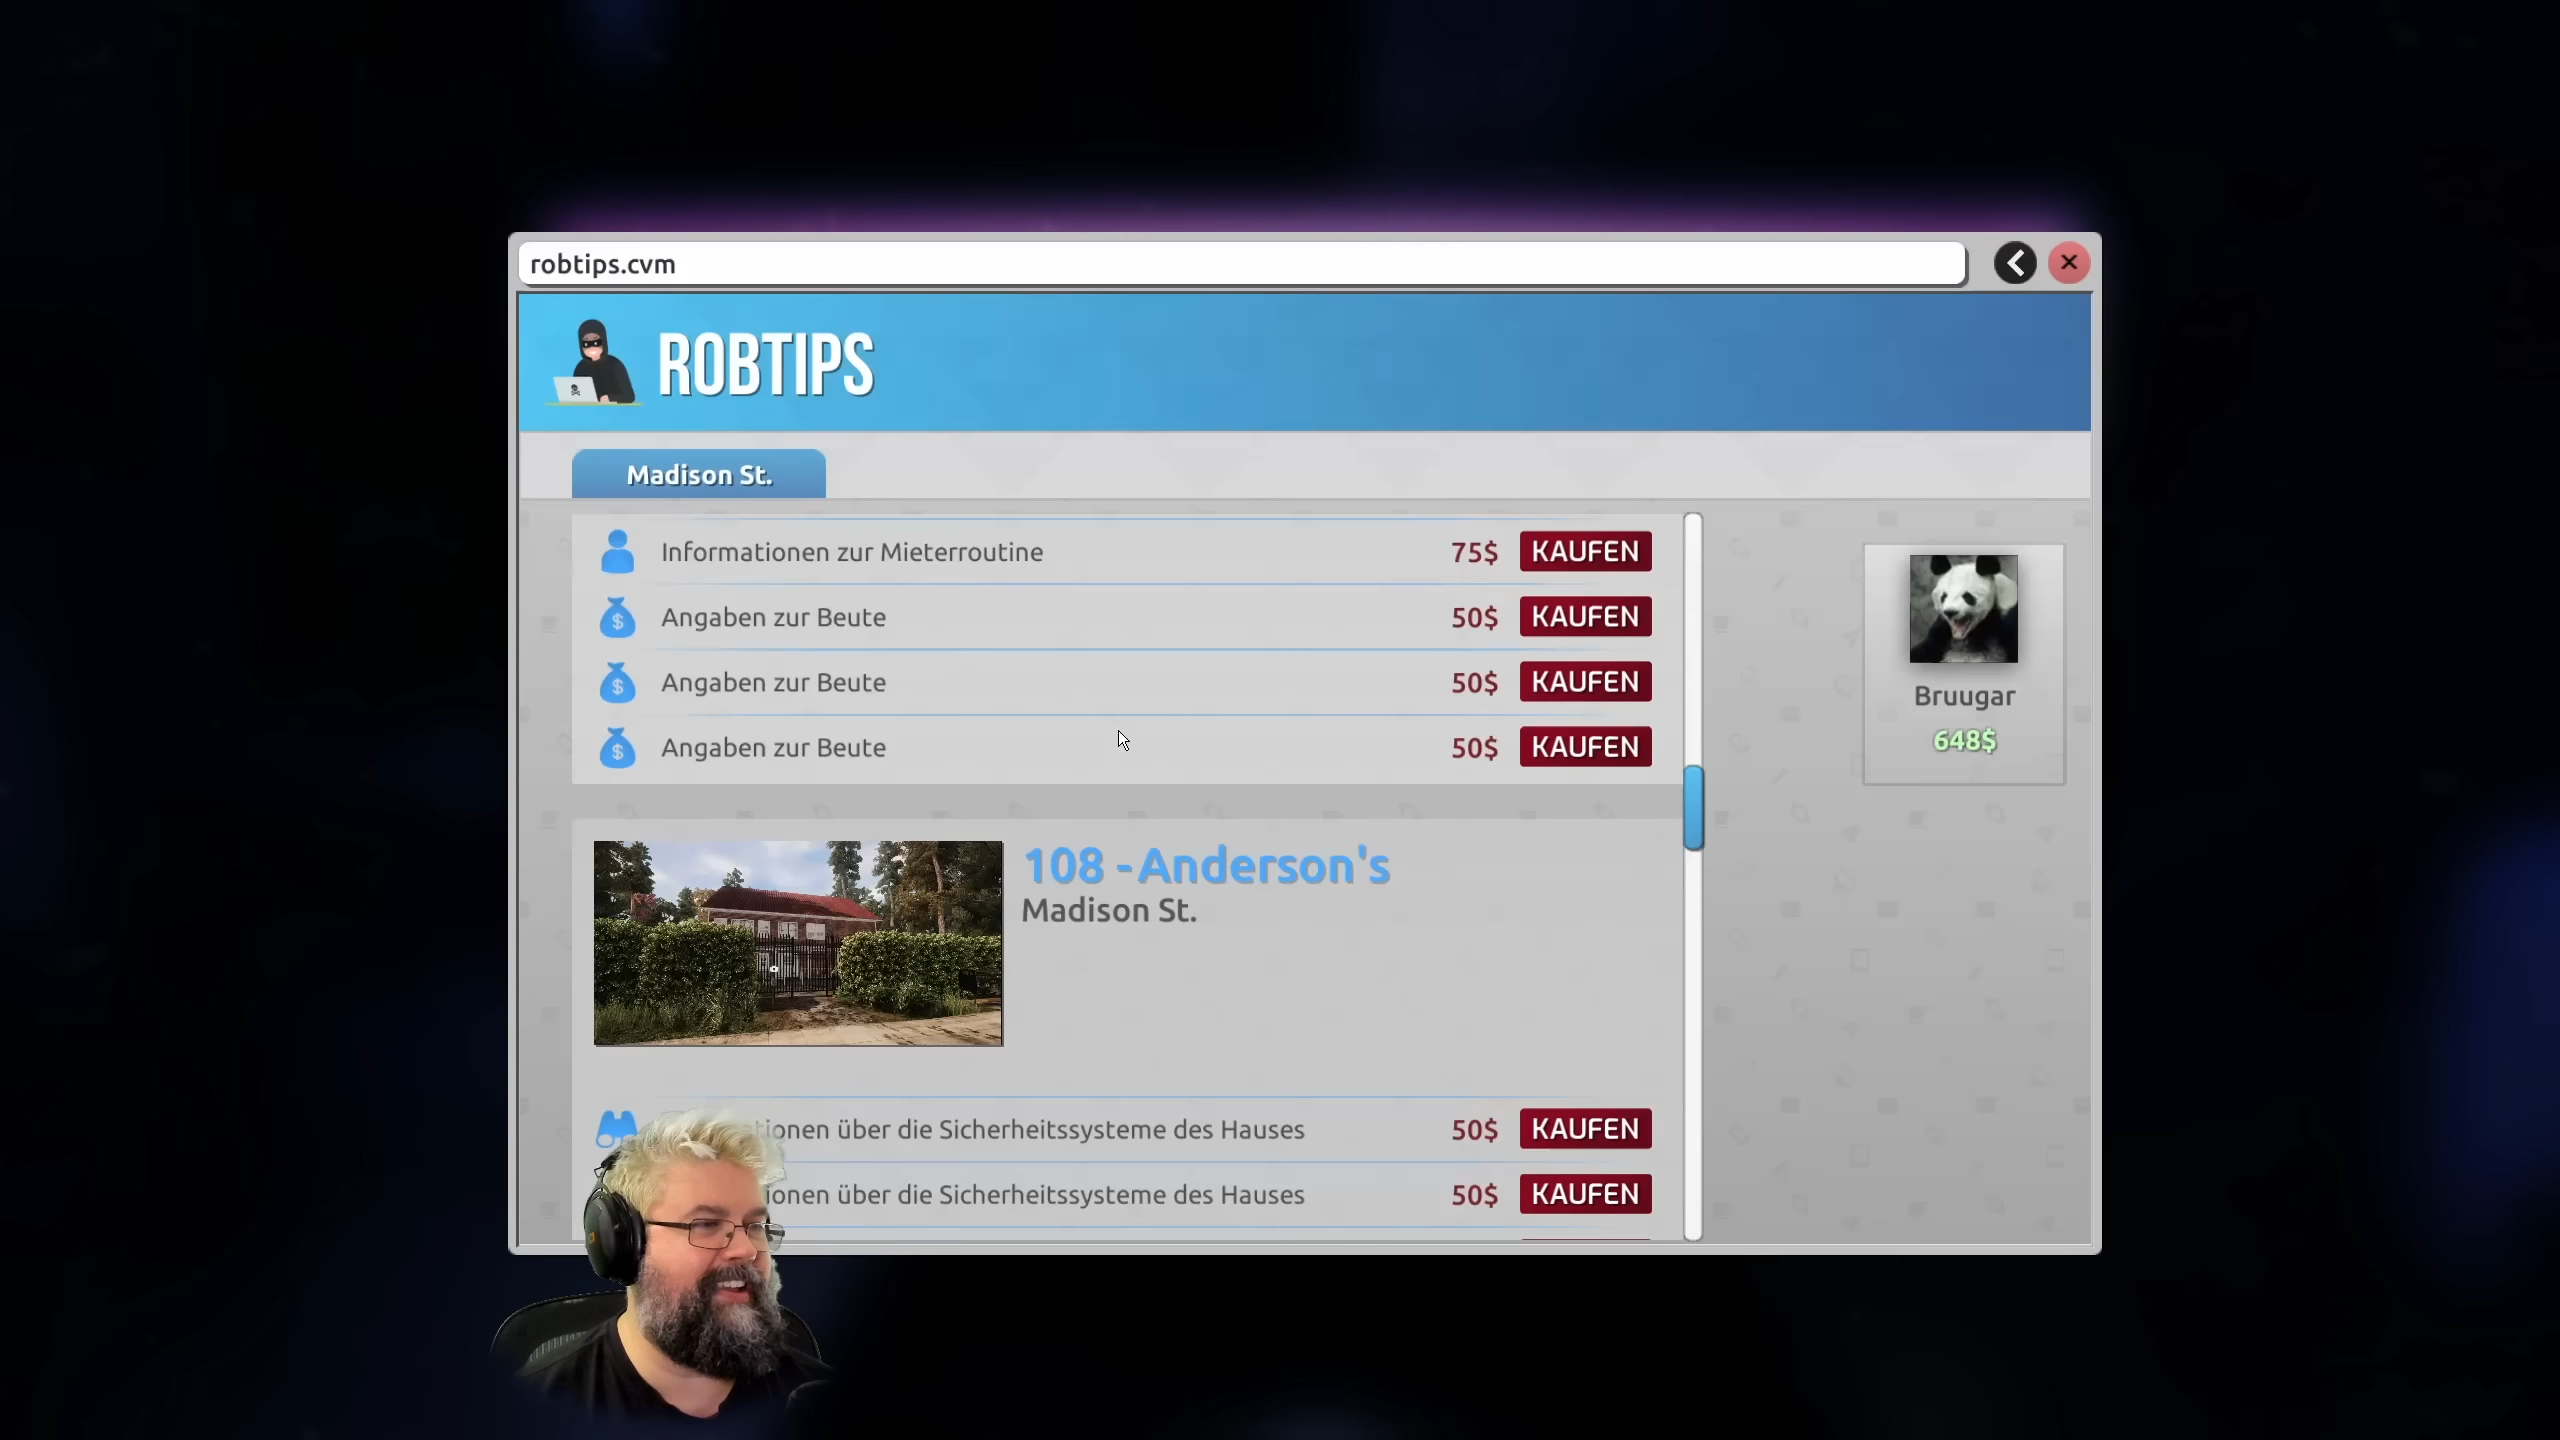 robtips.cvm
ROBTIPS
Madison St.
Informationen zur Mieterroutine 75$ KAUFEN
Angaben zur Beute 50$ KAUFEN
Angaben zur Beute 50$ KAUFEN
Angaben zur Beute 50$ KAUFEN
Bruugar
648$
108 - Anderson's
Madison St.
über die Sicherheitssysteme des Hauses 50$ KAUFEN
über die Sicherheitssysteme des Hauses 50$ KAUFEN